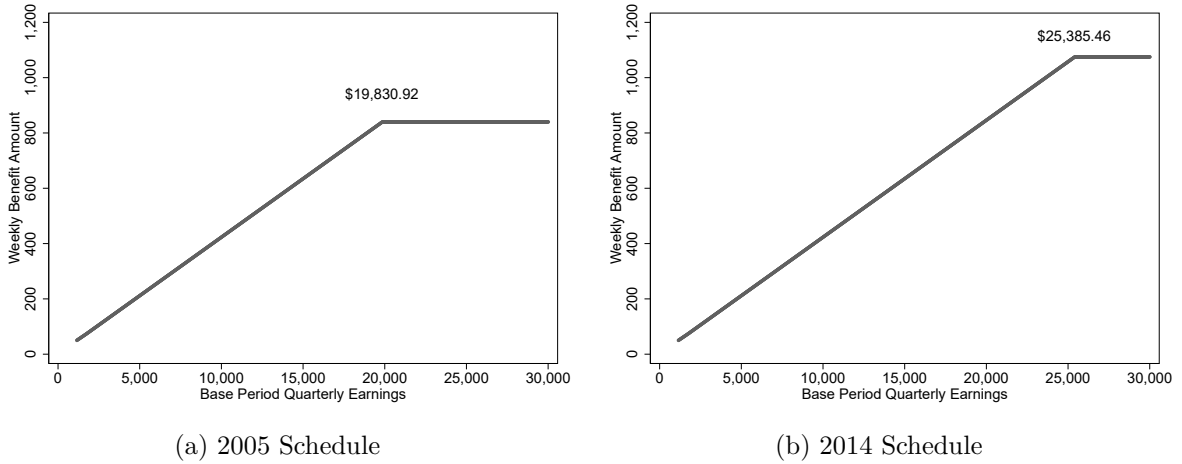 1,200
1,000
800
600
400
200
0
Weekly Benefit Amount
$19,830.92
0 5,000 10,000 15,000 20,000 25,000 30,000
Base Period Quarterly Earnings
(a) 2005 Schedule
1,200
1,000
800
600
400
200
0
Weekly Benefit Amount
$25,385.46
0 5,000 10,000 15,000 20,000 25,000 30,000
Base Period Quarterly Earnings
(b) 2014 Schedule